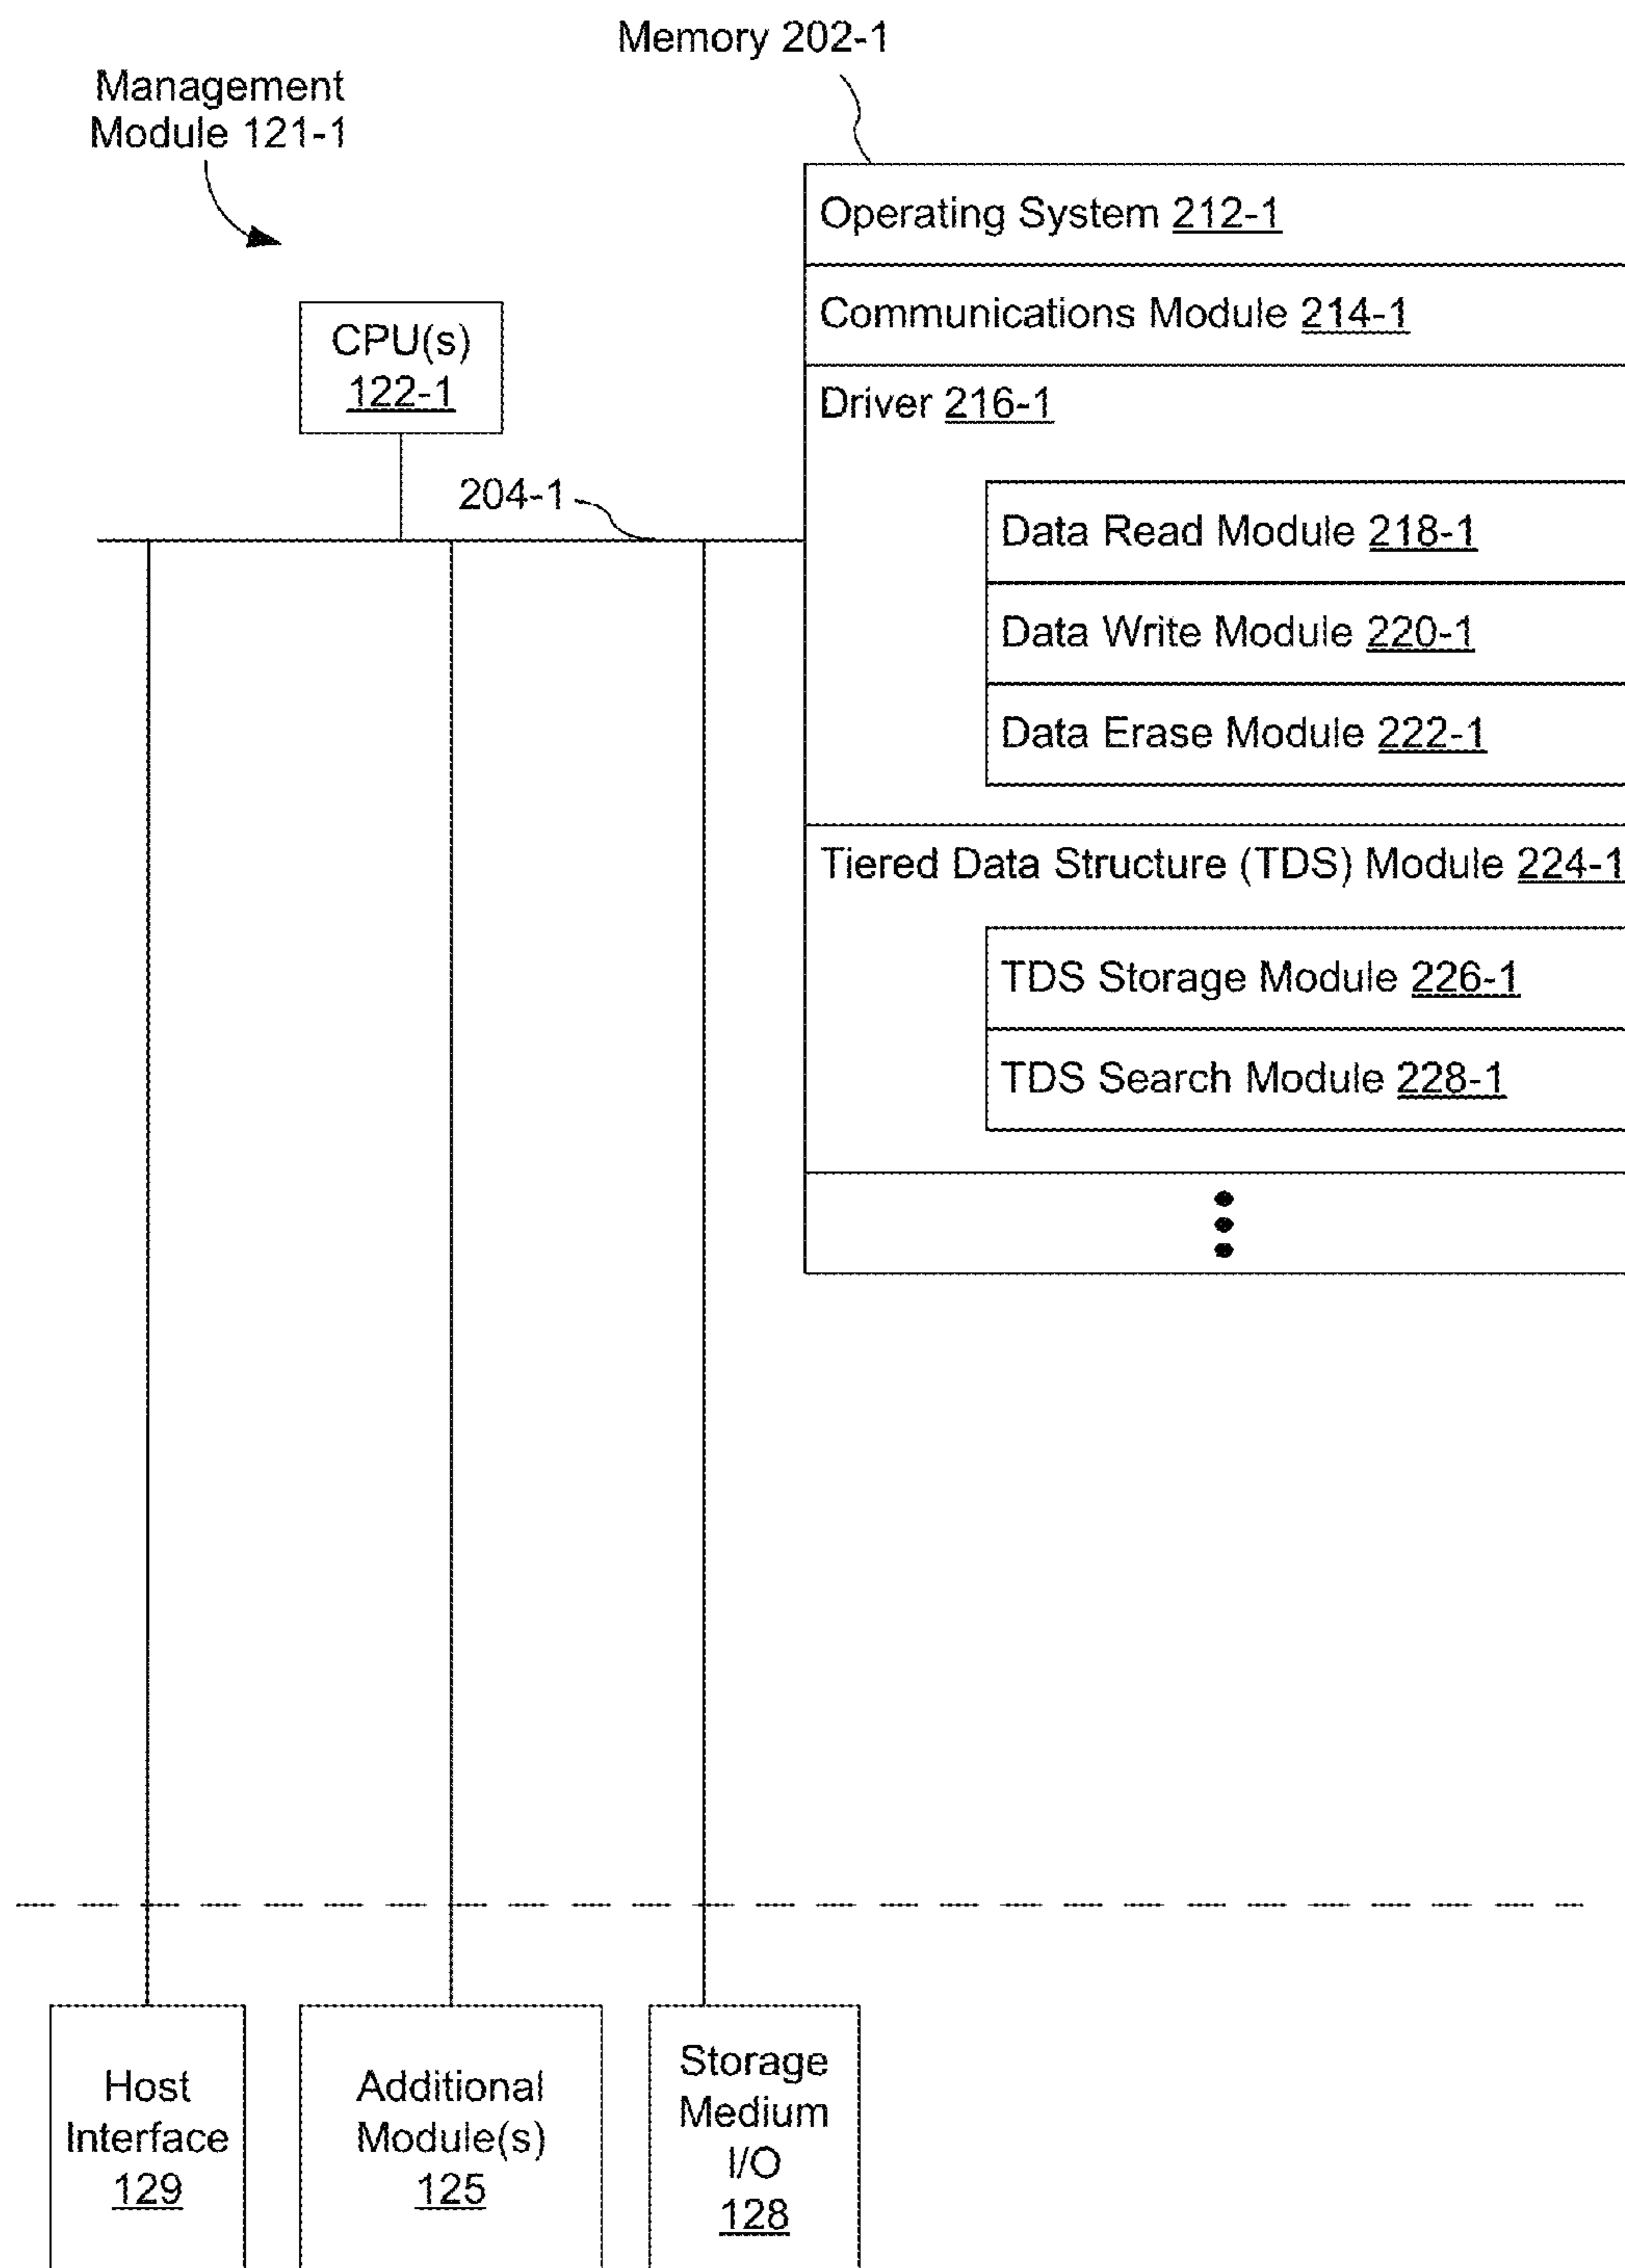 Memory 202-1
Management
Module 121-1
Operating System 212-1
Communications Module 214-1
CPU(s)
122-1
Driver 216-1
204-1
Data Read Module 218-1
Data Write Module 220-1
Data Erase Module 222-1
Tiered Data Structure (TDS) Module 224-1
TDS Storage Module 226-1
TDS Search Module 228-1
Host
Interface
129
Additional
Module(s)
125
Storage
Medium
I/O
128